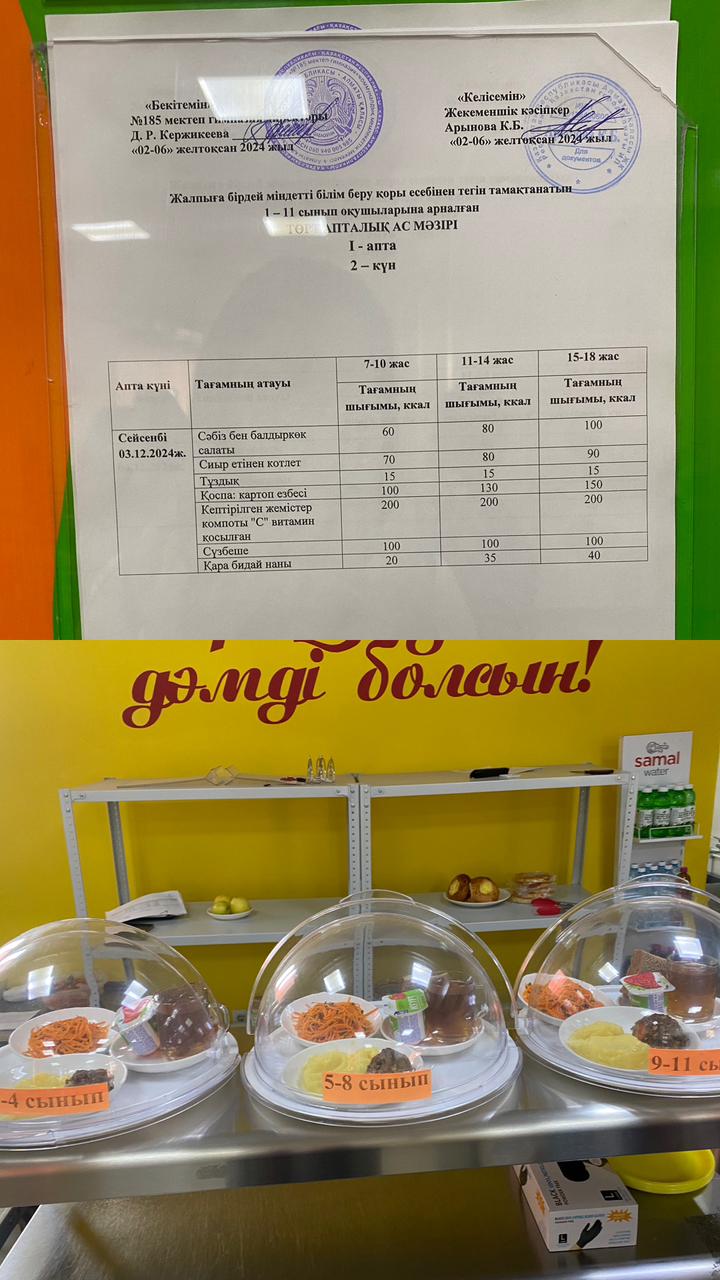 «Бекітемін
№185 мектеп гимназия директоры
Д. Р. Кержикеева
«02-06» желтоқсан 2024 жыл
«Келісемін»
Жекеменшік кәсіпкер
Арынова К.Б.
«02-06» желтоқсан 2024 жыл
Для документов
Жалпыға бірдей міндетті білім беру қоры есебінен тегін тамақтанатын
1 – 11 сынып оқушыларына арналған
ТӨРТ АПТАЛЫҚ АС МӘЗІРІ
I - апта
2 – күн
Апта күні Тағамның атауы 7-10 жас 11-14 жас 15-18 жас
Тағамның шығымы, ккал Тағамның шығымы, ккал Тағамның шығымы, ккал
Сейсенбі 03.12.2024ж.
Сәбіз бен балдыркөк салаты 60 80 100
Сиыр етінен котлет 70 80 90
Тұздық 15 15 15
Қоспа: картоп езбесі 100 130 150
Кептірілген жемістер компоты "С" витамин қосылған 200 200 200
Сүзбеше 100 100 100
Қара бидай наны 20 35 40
дәмді болсын!
samal
water
-4 сынып
5-8 сынып
9-11 сы
BLACK
L